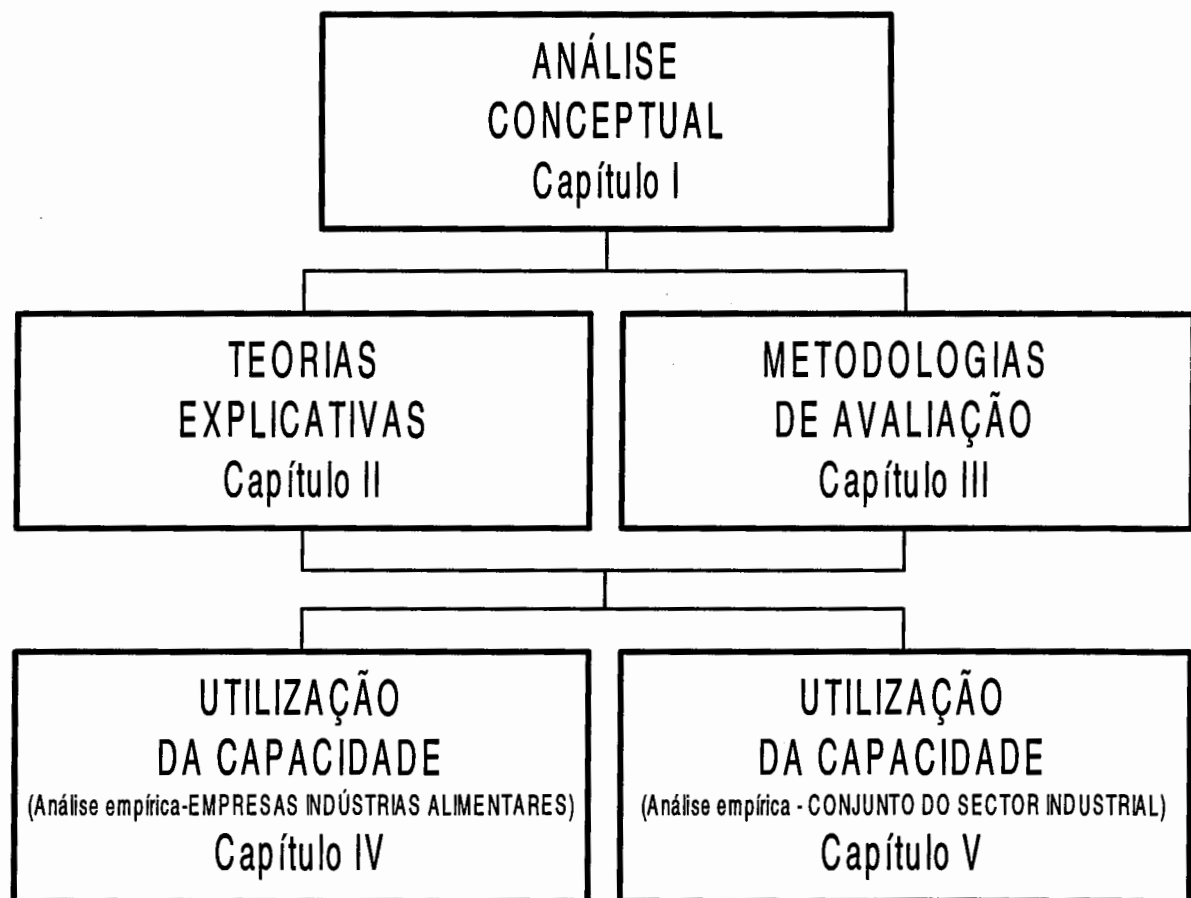 ANÁLISE
CONCEPTUAL
Capítulo I
TEORIAS
EXPLICATIVAS
Capítulo II
METODOLOGIAS
DE AVALIAÇÃO
Capítulo III
UTILIZAÇÃO
DA CAPACIDADE
(Análise empírica-EMPRESAS INDÚSTRIAS ALIMENTARES)
Capítulo IV
UTILIZAÇÃO
DA CAPACIDADE
(Análise empírica - CONJUNTO DO SECTOR INDUSTRIAL)
Capítulo V